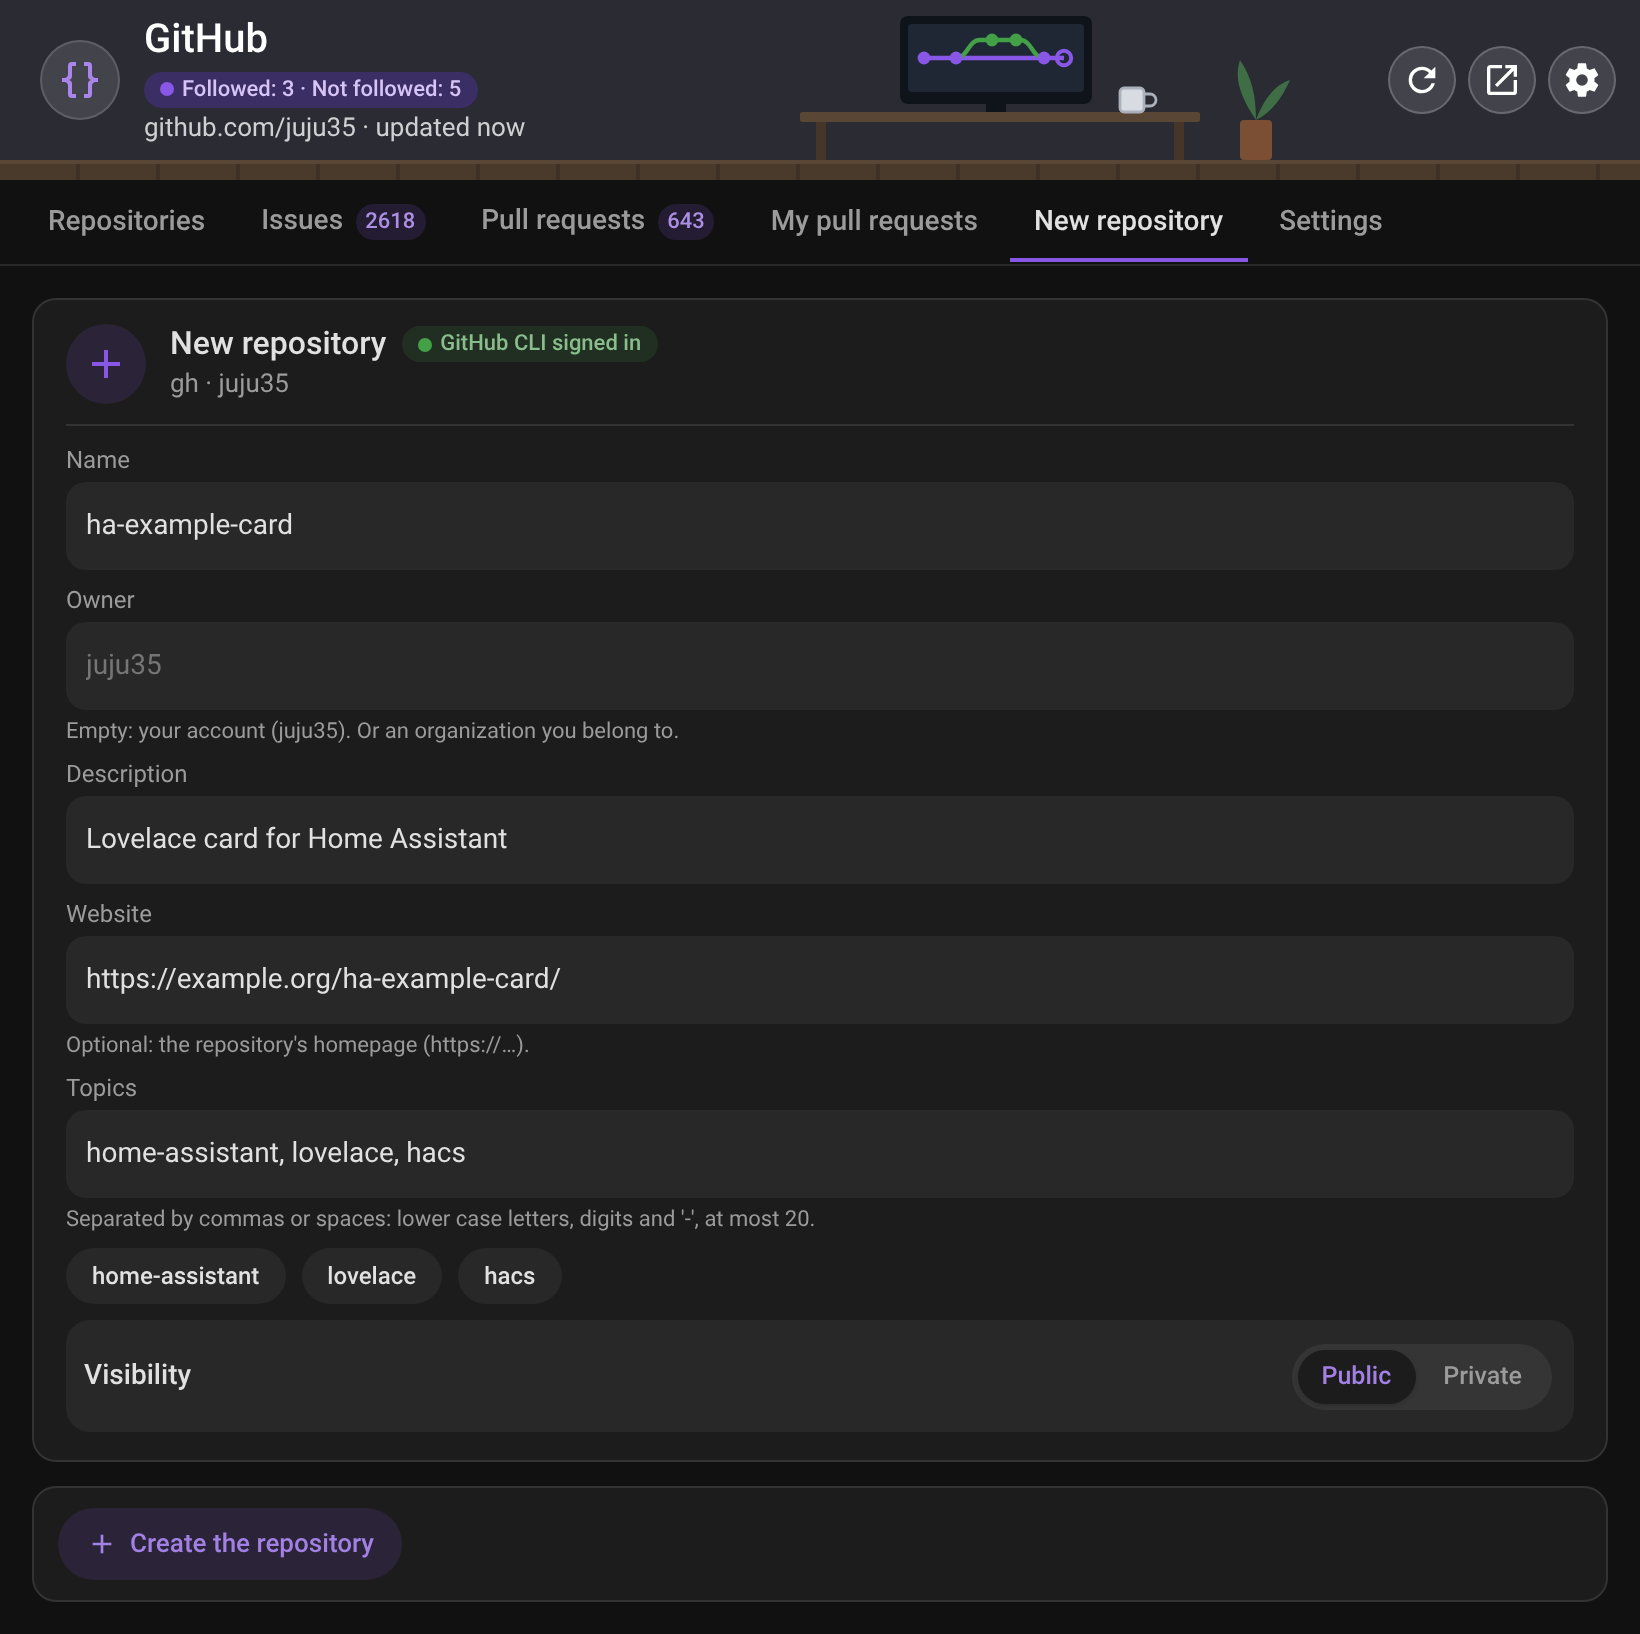 GitHub
Followed: 3 · Not followed: 5
github.com/juju35 · updated now
Repositories
Issues 2618
Pull requests 643
My pull requests
New repository
Settings
New repository
GitHub CLI signed in
gh · juju35
Name
ha-example-card
Owner
juju35
Empty: your account (juju35). Or an organization you belong to.
Description
Lovelace card for Home Assistant
Website
https://example.org/ha-example-card/
Optional: the repository's homepage (https://…).
Topics
home-assistant, lovelace, hacs
Separated by commas or spaces: lower case letters, digits and '-', at most 20.
home-assistant
lovelace
hacs
Visibility
Public
Private
Create the repository